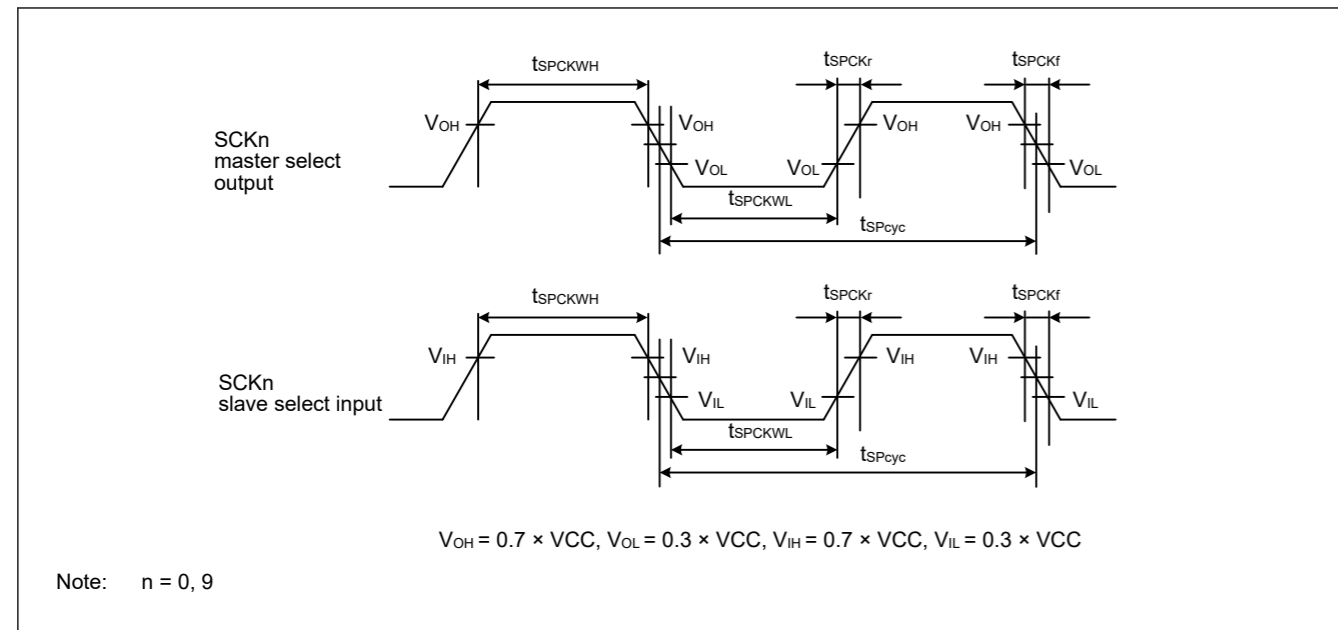 tSPCKWH
tSPCKr
tSPCKf
SCKn
master select
output
VOH
VOH
VOL
VOL
VOH
VOH
VOL
tSPCKWL
tSPcyc
tSPCKWH
tSPCKr
tSPCKf
SCKn
slave select input
VIH
VIH
VIL
VIL
VIH
VIH
VIL
tSPCKWL
tSPcyc
VOH = 0.7 × VCC, VOL = 0.3 × VCC, VIH = 0.7 × VCC, VIL = 0.3 × VCC
Note: n = 0, 9